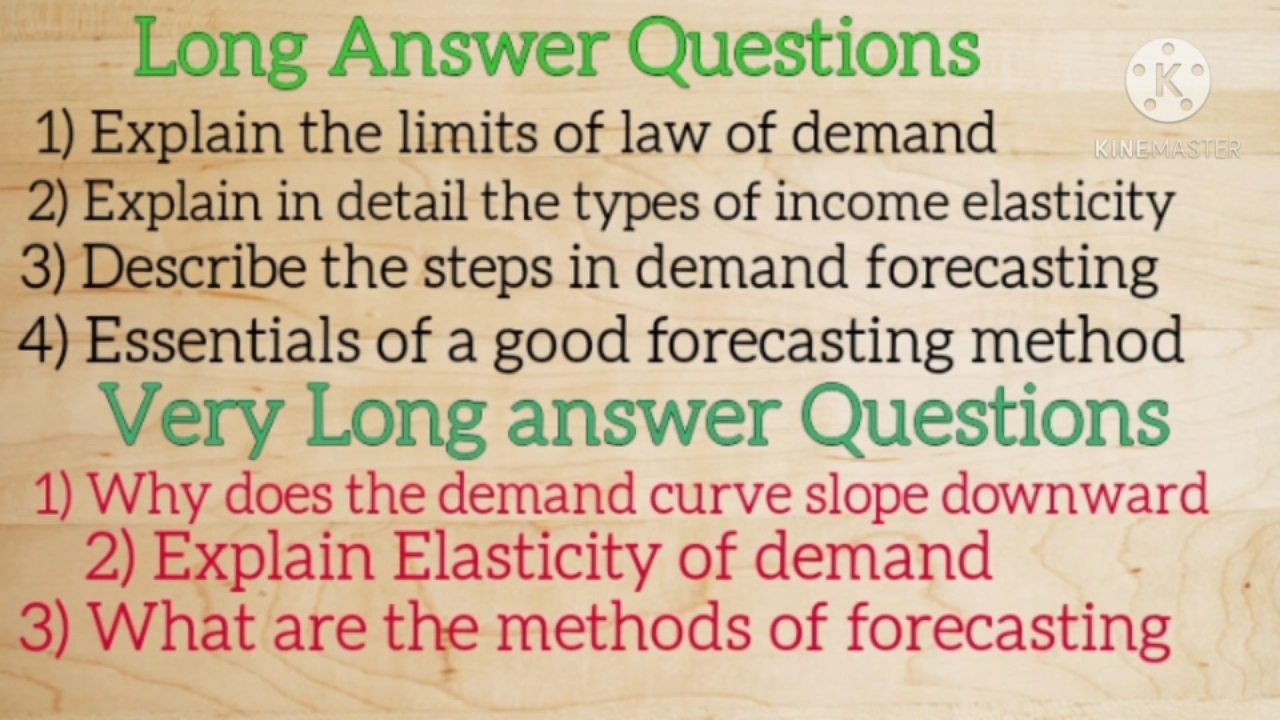 Long Answer Questions
1) Explain the limits of law of demand
K
KINEMASTER
2) Explain in detail the types of income elasticity
3) Describe the steps in demand forecasting
4) Essentials of a good forecasting method
Very Long answer Questions
1) Why does the demand curve slope downward
2) Explain Elasticity of demand
3) What are the methods of forecasting